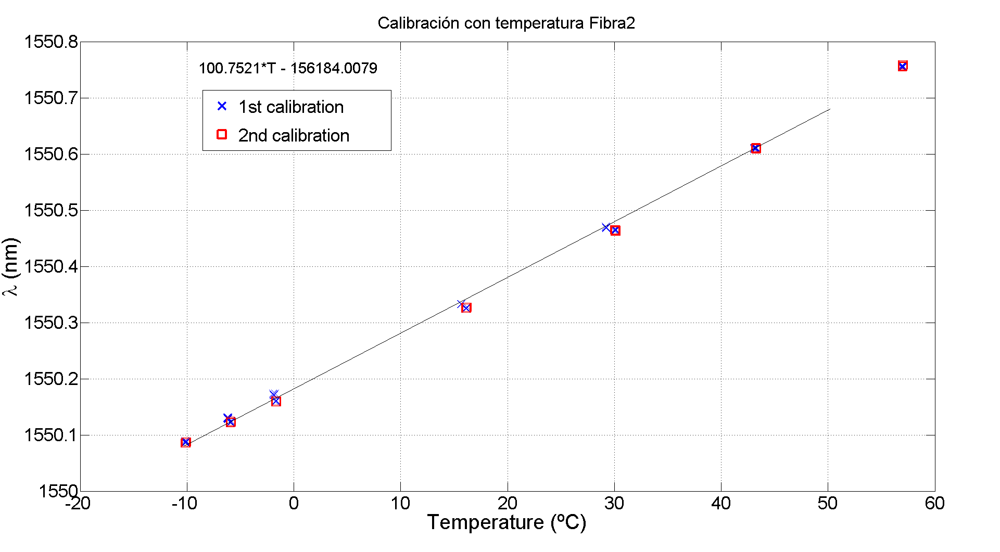 Calibración con temperatura Fibra2
100.7521*T - 156184.0079
1st calibration
2nd calibration
1550.8
1550.7
1550.6
1550.5
1550.4
1550.3
1550.2
1550.1
1550
λ (nm)
-20 -10 0 10 20 30 40 50 60
Temperature (ºC)